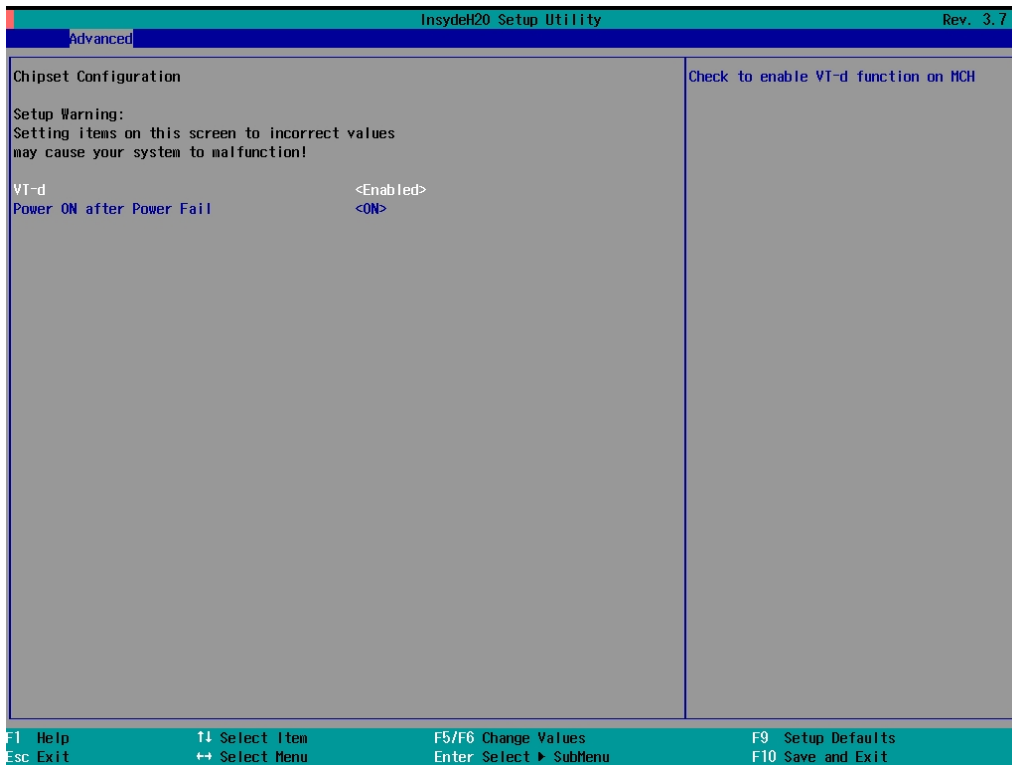 InsydeH20 Setup Utility Rev. 3.7
Advanced
Chipset Configuration
Setup Warning:
Setting items on this screen to incorrect values
may cause your system to malfunction!
VT-d <Enabled>
Power ON after Power Fail <ON>
Check to enable VT-d function on MCH
F1 Help ↑↓ Select Item F5/F6 Change Values F9 Setup Defaults
Esc Exit ↔ Select Menu Enter Select ▶ SubMenu F10 Save and Exit